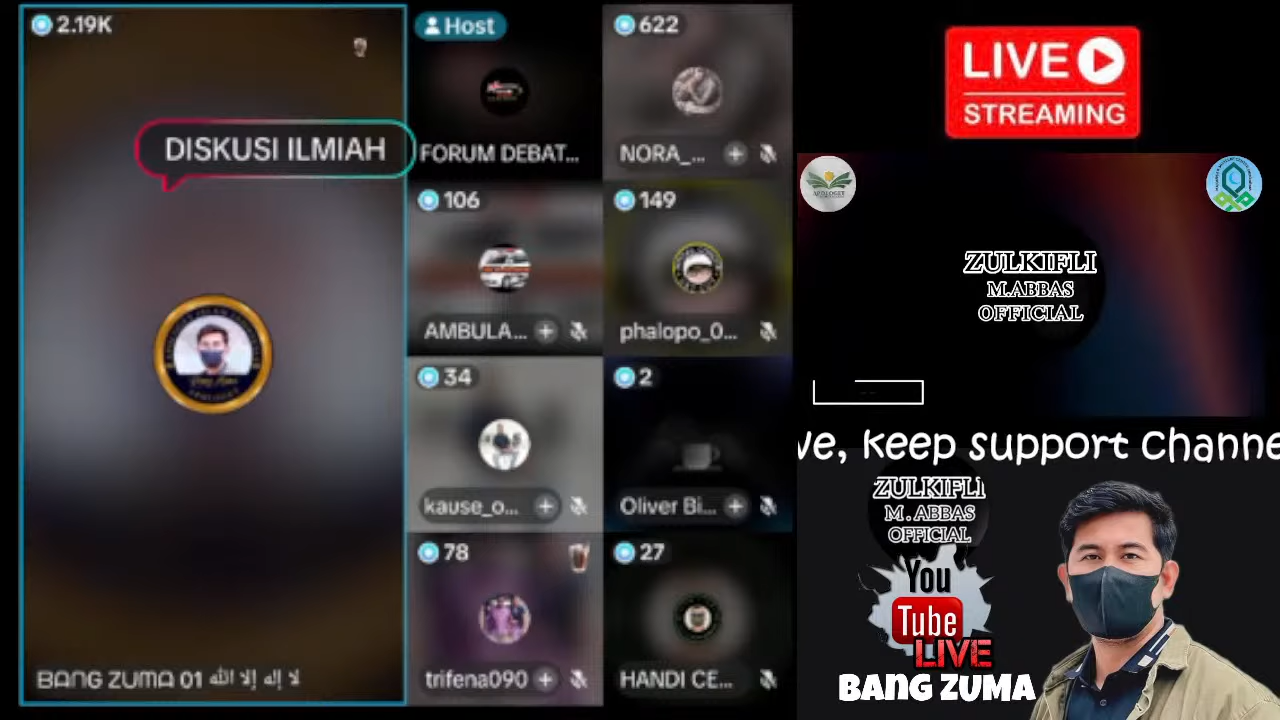 2.19K
DISKUSI ILMIAH
BANG ZUMA 01 لا إله إلا الله
Host
FORUM DEBAT...
622
NORA_...
106
AMBULA...
149
phalopo_0...
34
kause_o...
2
Oliver Bi...
78
trifena090
27
HANDI CE...
LIVE
STREAMING
ZULKIFLI
M.ABBAS
OFFICIAL
ve, keep support channe
ZULKIFLI
M.ABBAS
OFFICIAL
You
Tube
LIVE
BANG ZUMA